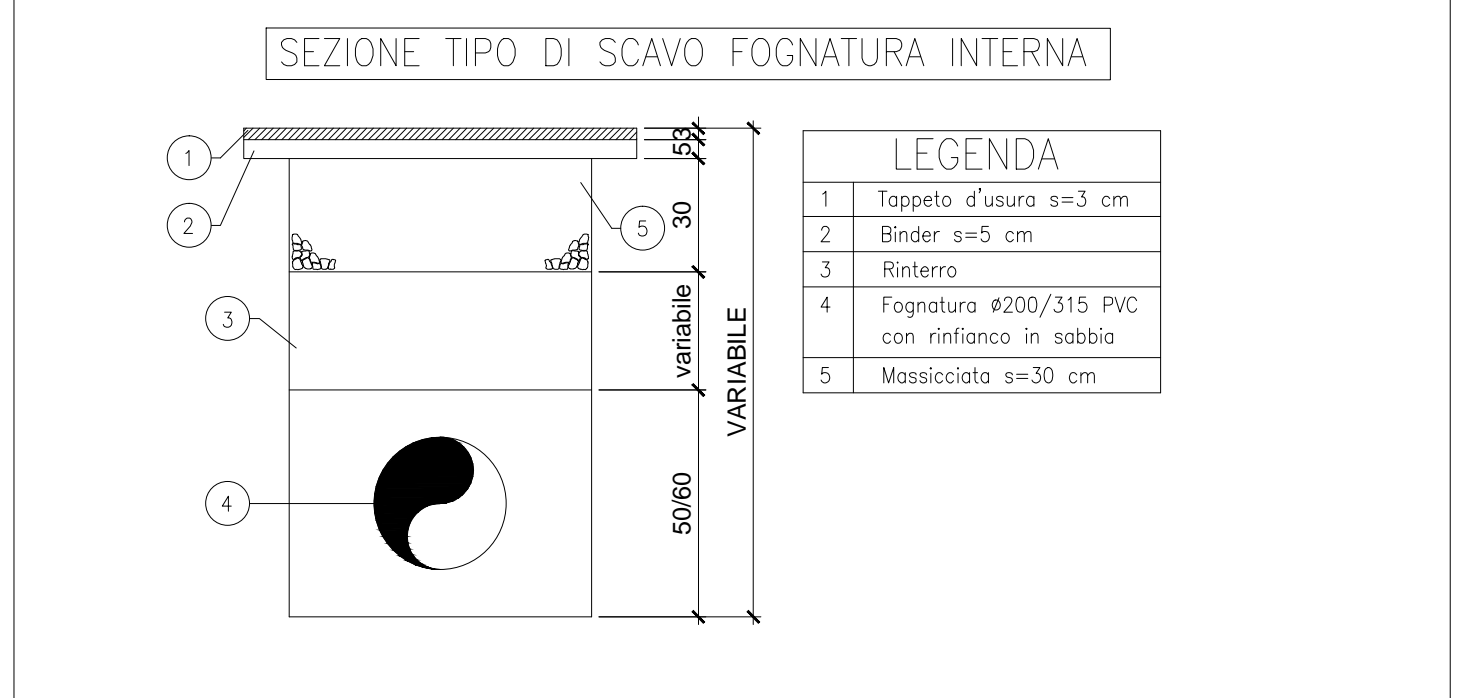 SEZIONE TIPO DI SCAVO FOGNATURA INTERNA
1
2
3
4
5
3
5
30
variabile
50/60
VARIABILE
LEGENDA
1 Tappeto d'usura s=3 cm
2 Binder s=5 cm
3 Rinterro
4 Fognatura Ø200/315 PVC
con rinfianco in sabbia
5 Massicciata s=30 cm